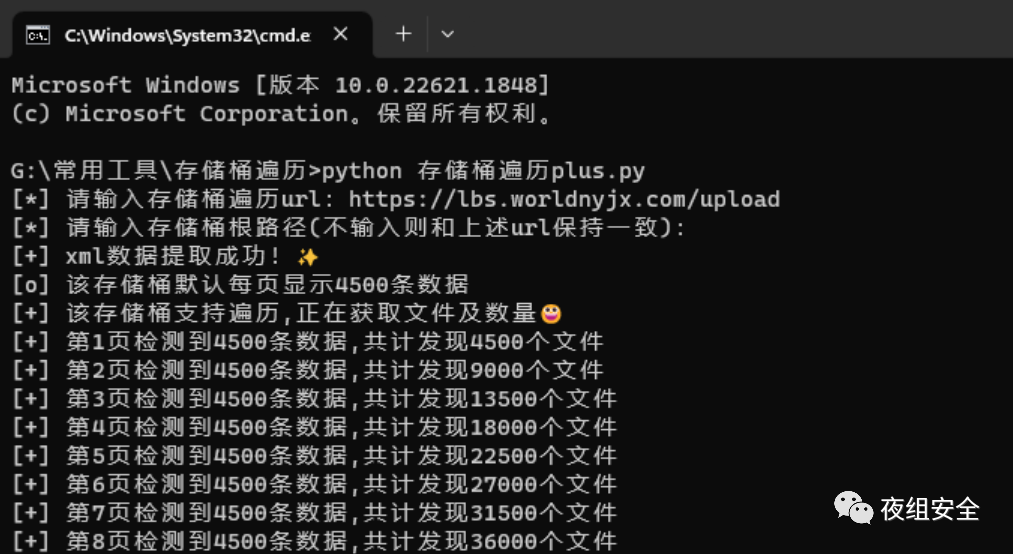 C:\Windows\System32\cmd.e
Microsoft Windows [版本 10.0.22621.1848]
(c) Microsoft Corporation。保留所有权利。
G:\常用工具\存储桶遍历>python 存储桶遍历plus.py
[*] 请输入存储桶遍历url: https://lbs.worldnyjx.com/upload
[*] 请输入存储桶根路径(不输入则和上述url保持一致):
[+] xml数据提取成功! ✨
[o] 该存储桶默认每页显示4500条数据
[+] 该存储桶支持遍历,正在获取文件及数量😀
[+] 第1页检测到4500条数据,共计发现4500个文件
[+] 第2页检测到4500条数据,共计发现9000个文件
[+] 第3页检测到4500条数据,共计发现13500个文件
[+] 第4页检测到4500条数据,共计发现18000个文件
[+] 第5页检测到4500条数据,共计发现22500个文件
[+] 第6页检测到4500条数据,共计发现27000个文件
[+] 第7页检测到4500条数据,共计发现31500个文件
[+] 第8页检测到4500条数据,共计发现36000个文件
夜组安全